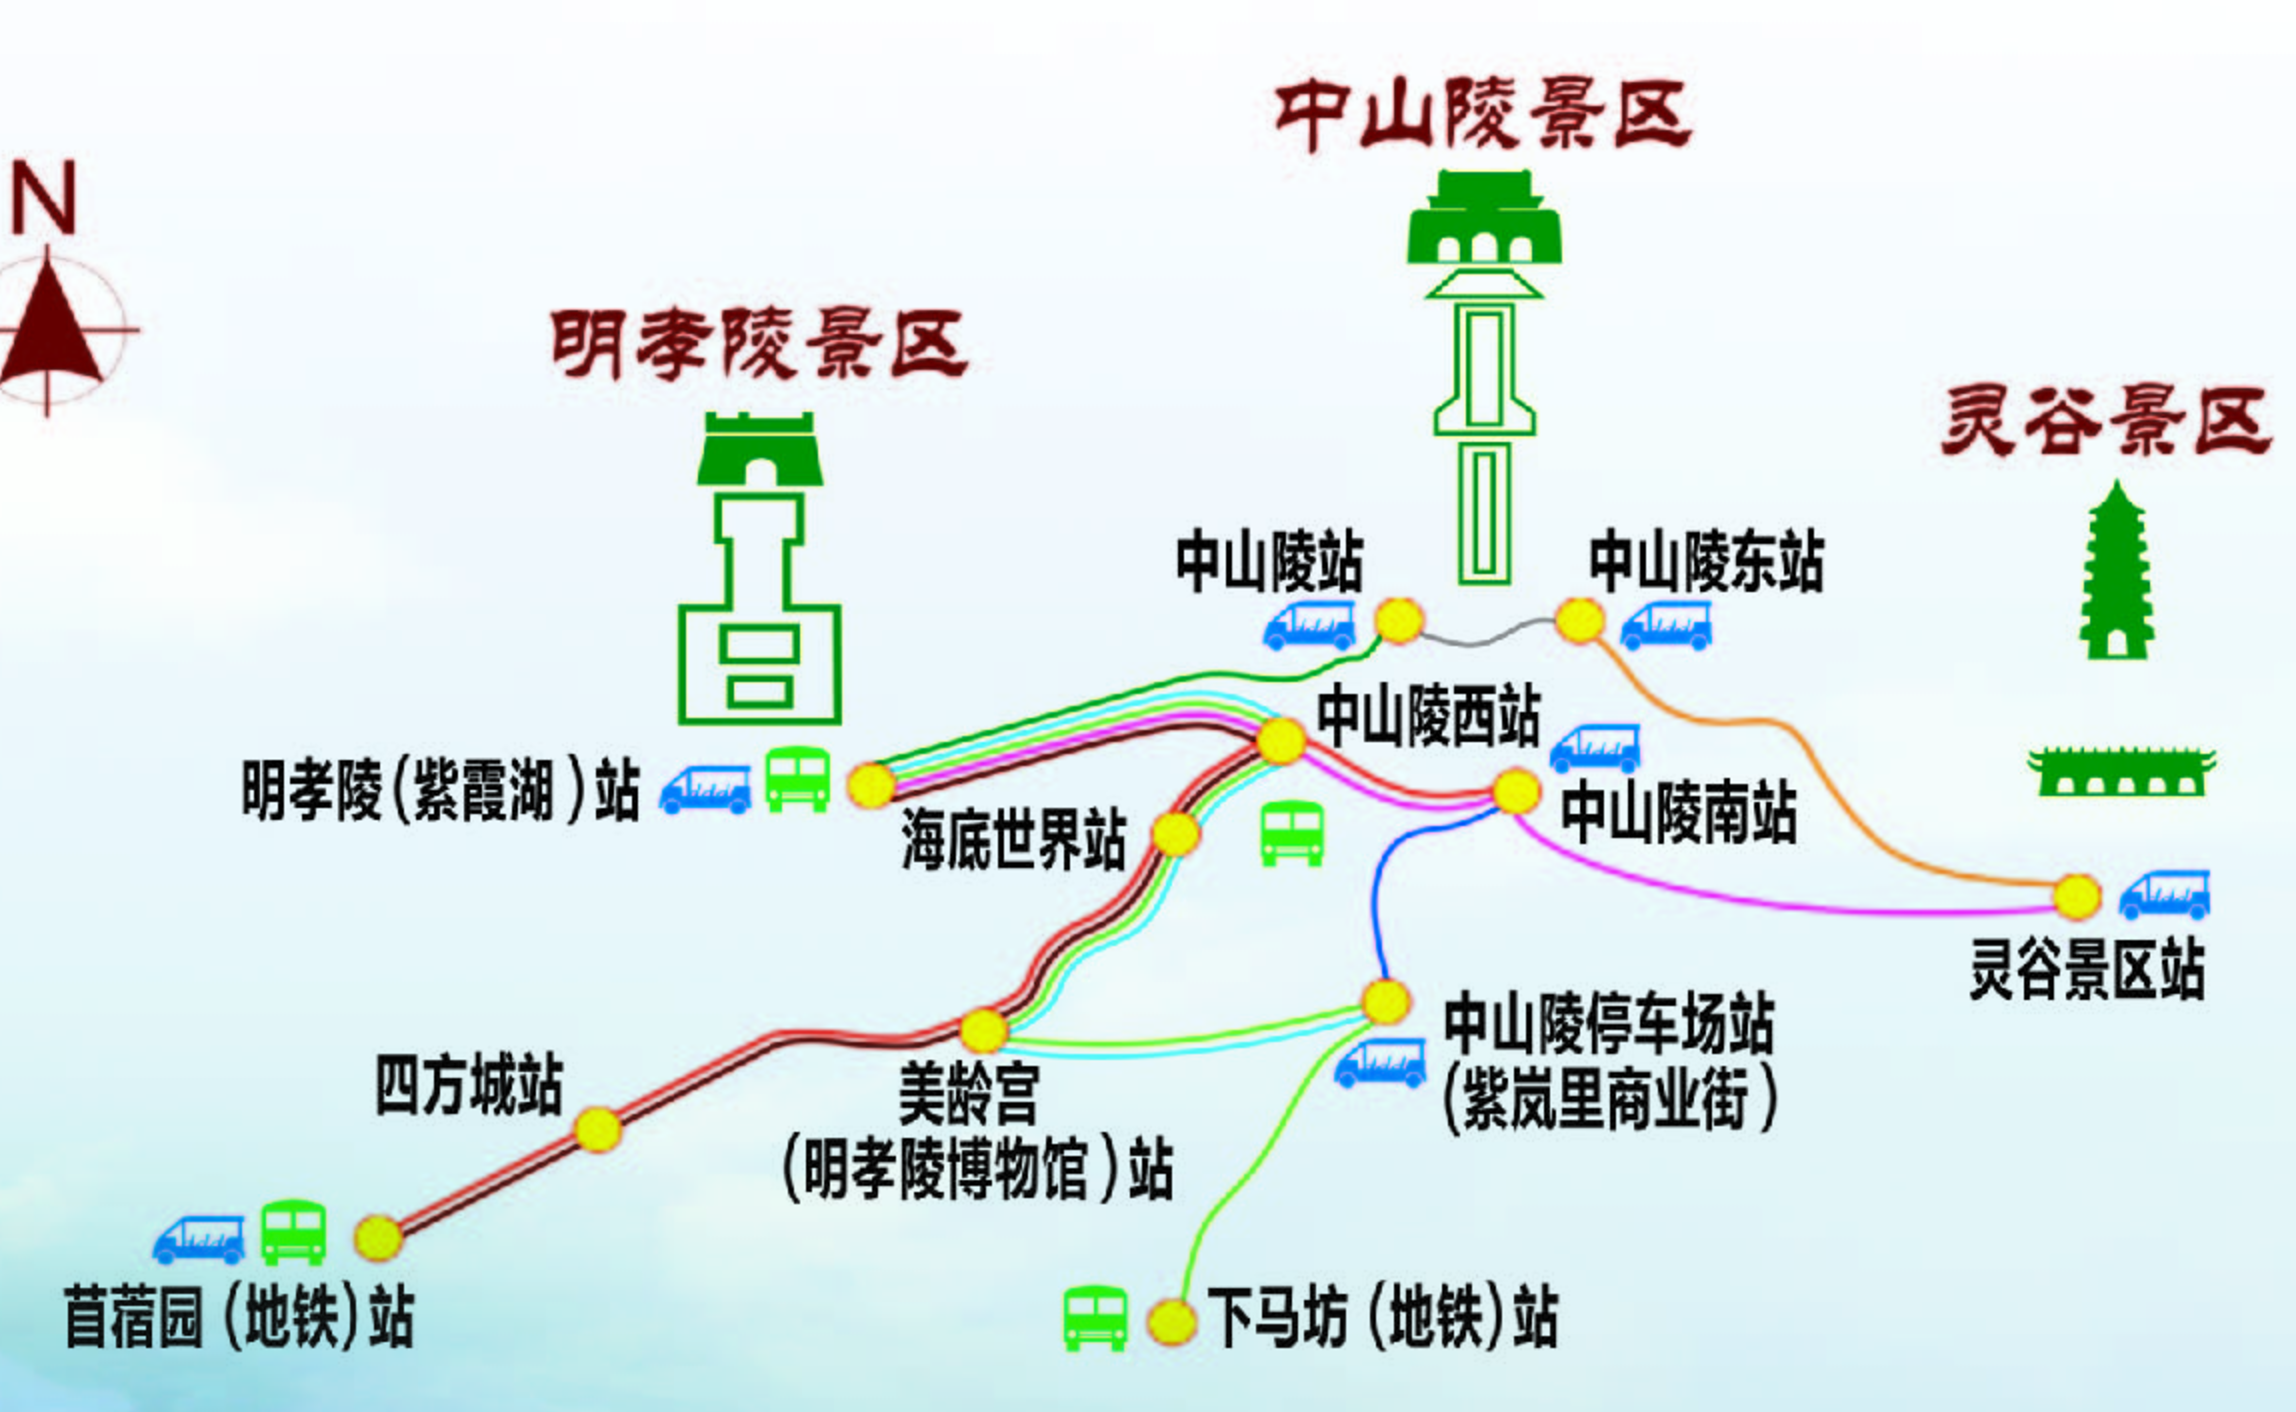 中山陵景区
N
明孝陵景区
灵谷景区
中山陵站
中山陵东站
中山陵西站
明孝陵(紫霞湖)站
海底世界站
中山陵南站
灵谷景区站
中山陵停车场站
(紫岚里商业街)
四方城站
美龄宫
(明孝陵博物馆)站
苜蓿园(地铁)站
下马坊(地铁)站